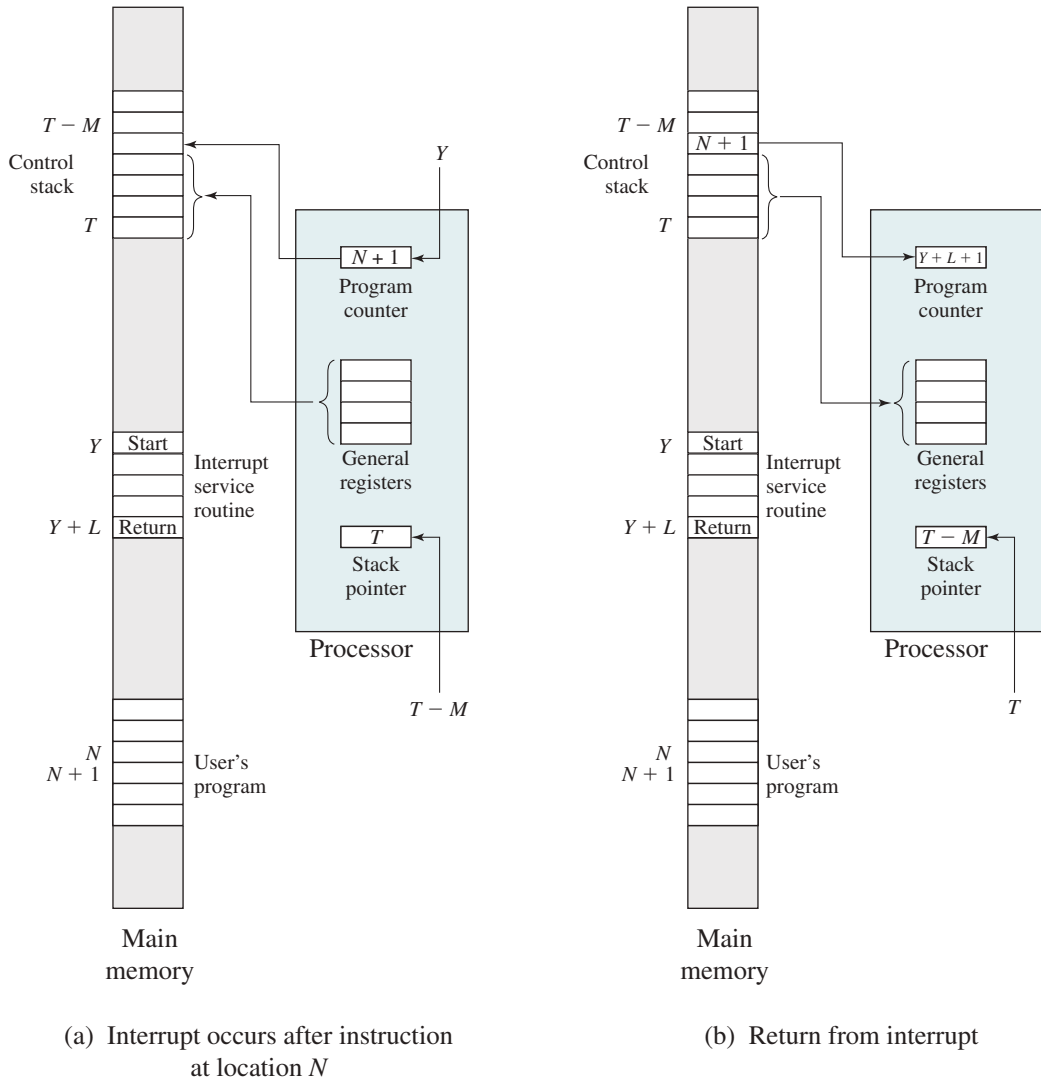 T − M
Control
stack
T
Y
N + 1
Program
counter
Y
Start
Interrupt
service
routine
Y + L
Return
General
registers
T
Stack
pointer
Processor
T − M
N
N + 1
User's
program
Main
memory
(a) Interrupt occurs after instruction
at location N
T − M
N + 1
Control
stack
T
Y + L + 1
Program
counter
Y
Start
Interrupt
service
routine
Y + L
Return
General
registers
T − M
Stack
pointer
Processor
T
N
N + 1
User's
program
Main
memory
(b) Return from interrupt